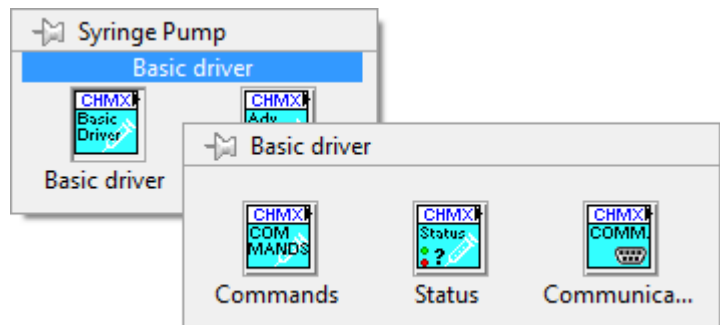 Syringe Pump
Basic driver
CHMX
Basic
Driver
CHMX
Adv
Basic driver
Basic driver
CHMX
COM
MANDS
CHMX
Status
?
CHMX
COMM.
Commands
Status
Communica...